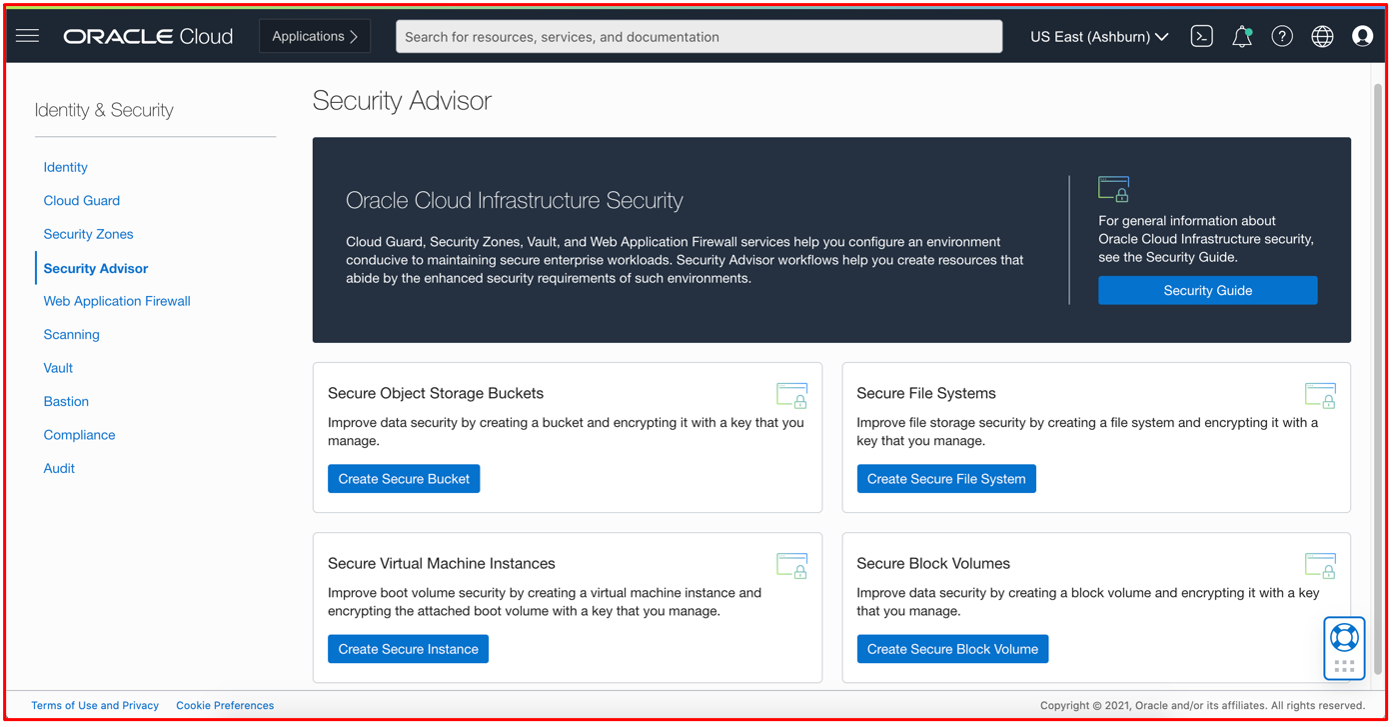 ORACLE Cloud
Applications
Search for resources, services, and documentation
US East (Ashburn)
Identity & Security
Identity
Cloud Guard
Security Zones
Security Advisor
Web Application Firewall
Scanning
Vault
Bastion
Compliance
Audit
Security Advisor
Oracle Cloud Infrastructure Security
Cloud Guard, Security Zones, Vault, and Web Application Firewall services help you configure an environment
conducive to maintaining secure enterprise workloads. Security Advisor workflows help you create resources that
abide by the enhanced security requirements of such environments.
For general information about
Oracle Cloud Infrastructure security,
see the Security Guide.
Security Guide
Secure Object Storage Buckets
Improve data security by creating a bucket and encrypting it with a key that you
manage.
Create Secure Bucket
Secure File Systems
Improve file storage security by creating a file system and encrypting it with a
key that you manage.
Create Secure File System
Secure Virtual Machine Instances
Improve boot volume security by creating a virtual machine instance and
encrypting the attached boot volume with a key that you manage.
Create Secure Instance
Secure Block Volumes
Improve data security by creating a block volume and encrypting it with a key
that you manage.
Create Secure Block Volume
Terms of Use and Privacy
Cookie Preferences
Copyright © 2021, Oracle and/or its affiliates. All rights reserved.